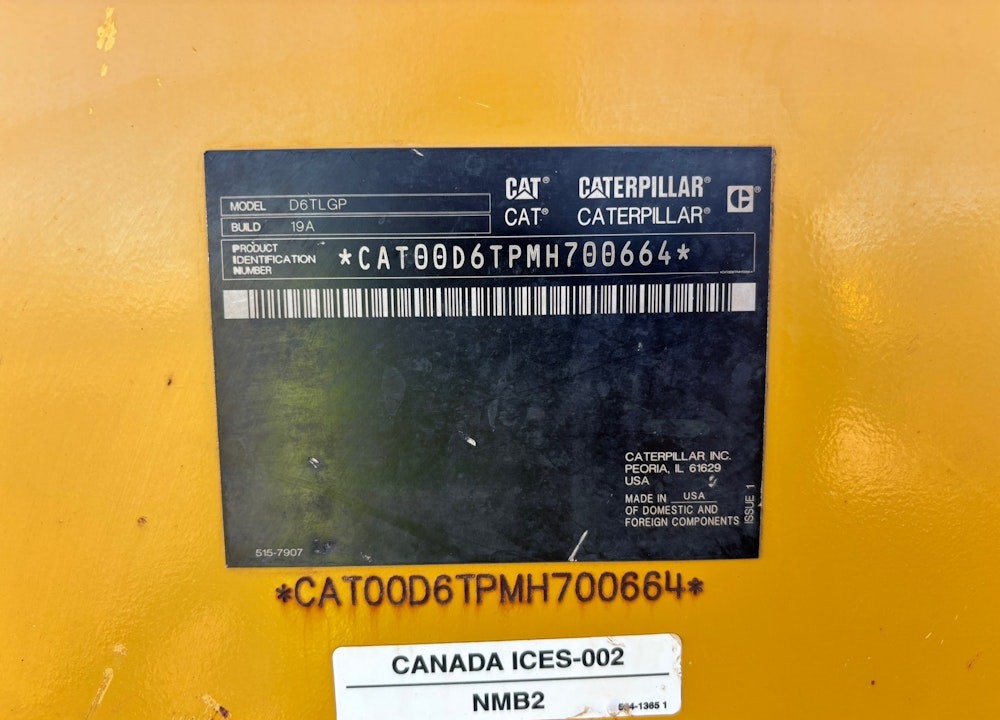 CAT® CATERPILLAR®
CAT® CATERPILLAR®
MODEL D6TLGP
BUILD 19A
PRODUCT
IDENTIFICATION
NUMBER
*CAT00D6TPMH700664*
CATERPILLAR INC.
PEORIA, IL 61629
USA
MADE IN USA
OF DOMESTIC AND
FOREIGN COMPONENTS
ISSUE 1
515-7907
*CAT00D6TPMH700664*
CANADA ICES-002
NMB2